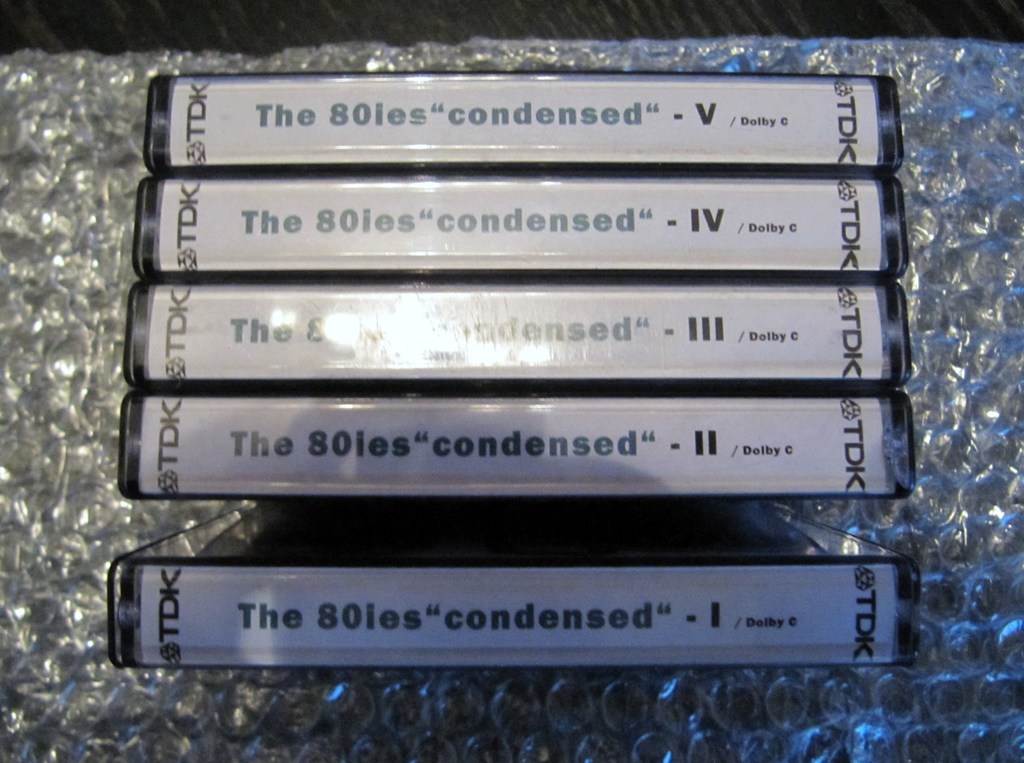 TDK The 80ies“condensed“ - V / Dolby C TDK
TDK The 80ies“condensed“ - IV / Dolby C TDK
TDK The ndensed“ - III / Dolby C TDK
TDK The 80ies“condensed“ - II / Dolby C TDK
TDK The 80ies“condensed“ - I / Dolby C TDK